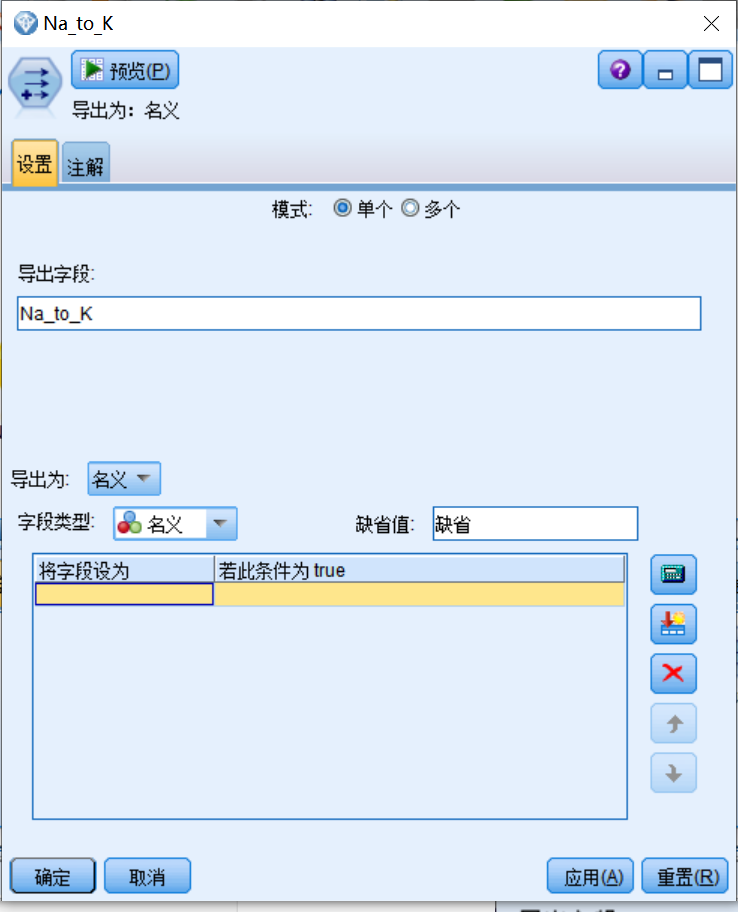 Na_to_K
预览(P)
导出为：名义
设置 注解
模式: 单个 多个
导出字段:
Na_to_K
导出为: 名义
字段类型: 名义 缺省值: 缺省
将字段设为 若此条件为 true
确定 取消 应用(A) 重置(R)